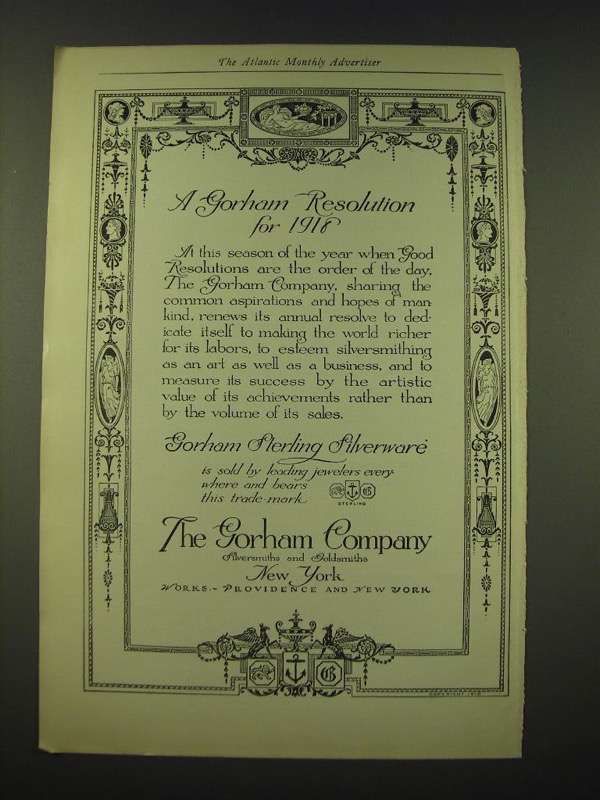 The Atlantic Monthly Advertiser
A Gorham Resolution
for 1918
At this season of the year when Good
Resolutions are the order of the day,
The Gorham Company, sharing the
common aspirations and hopes of man
kind, renews its annual resolve to ded-
icate itself to making the world richer
for its labors, to esteem silversmithing
as an art as well as a business, and to
measure its success by the artistic
value of its achievements rather than
by the volume of its sales.
Gorham Sterling Silverware
is sold by leading jewelers every-
where and bears
this trade-mark
STERLING
The Gorham Company
Silversmiths and Goldsmiths
New York
WORKS - PROVIDENCE AND NEW YORK
G
COPYRIGHT 1918